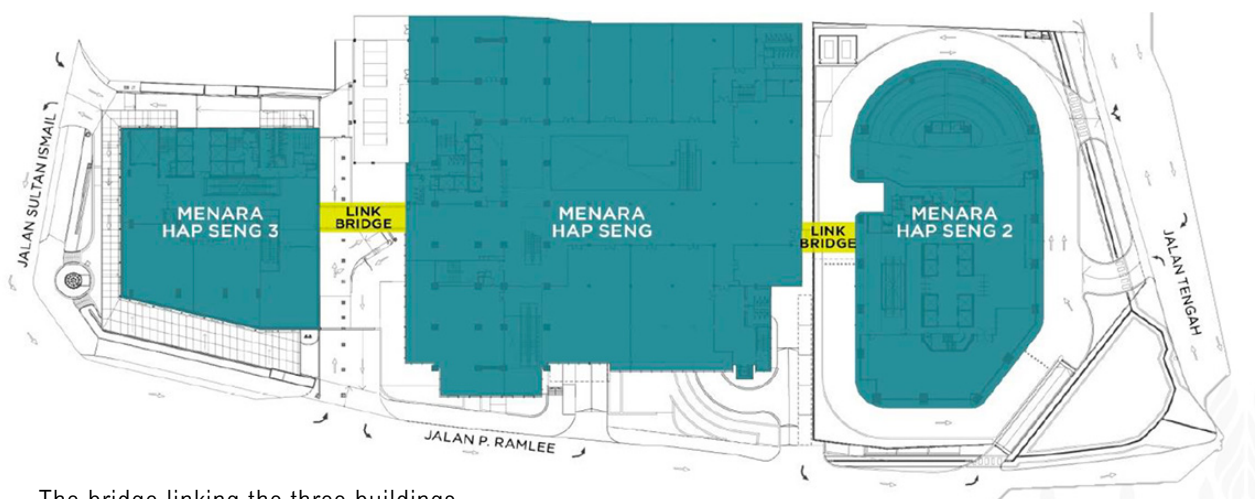 JALAN SULTAN ISMAIL
MENARA
HAP SENG 3
LINK
BRIDGE
MENARA
HAP SENG
LINK
BRIDGE
MENARA
HAP SENG 2
JALAN TENGAH
JALAN P. RAMLEE
The bridge linking the three buildings